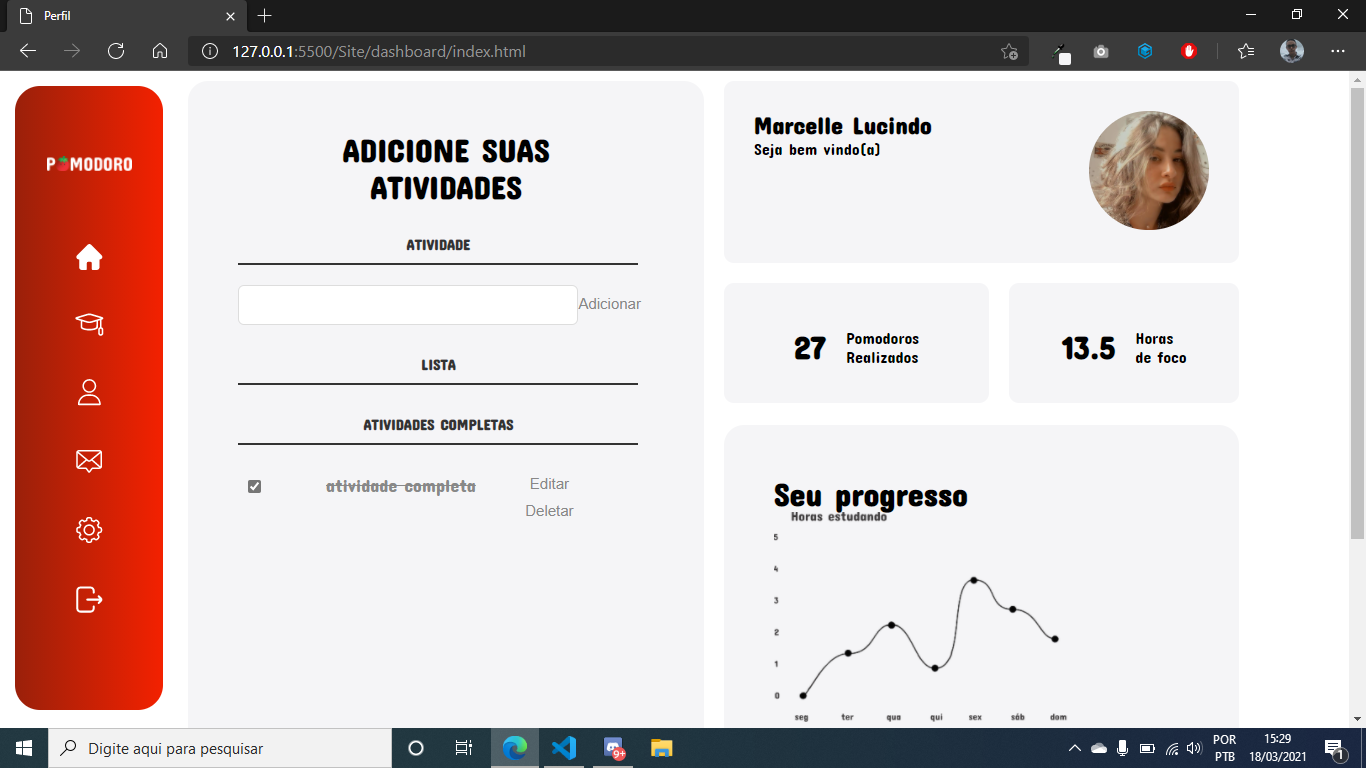 Perfil
127.0.0.1:5500/Site/dashboard/index.html
POMODORO
ADICIONE SUAS
ATIVIDADES
ATIVIDADE
Adicionar
LISTA
ATIVIDADES COMPLETAS
atividade completa
Editar
Deletar
Marcelle Lucindo
Seja bem vindo(a)
27
Pomodoros
Realizados
13.5
Horas
de foco
Seu progresso
Horas estudando
5
4
3
2
1
0
seg ter qua qui sex sáb dom
Digite aqui para pesquisar
9+
POR
PTB
15:29
18/03/2021
1